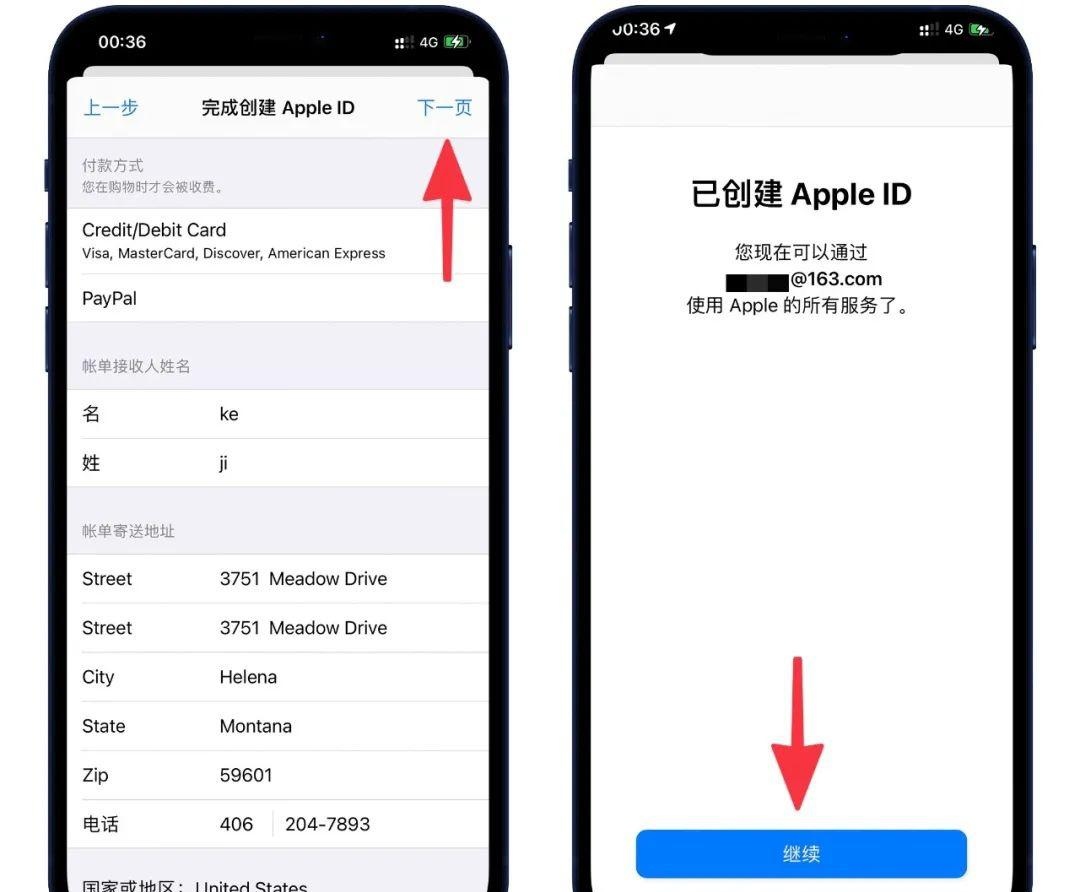 00:36
4G
上一步
完成创建 Apple ID
下一页
付款方式
您在购物时才会被收费。
Credit/Debit Card
Visa, MasterCard, Discover, American Express
PayPal
帐单接收人姓名
名 ke
姓 ji
帐单寄送地址
Street 3751 Meadow Drive
Street 3751 Meadow Drive
City Helena
State Montana
Zip 59601
电话 406 204-7893
国家或地区：United States
00:36
4G
已创建 Apple ID
您现在可以通过
@163.com
使用 Apple 的所有服务了。
继续